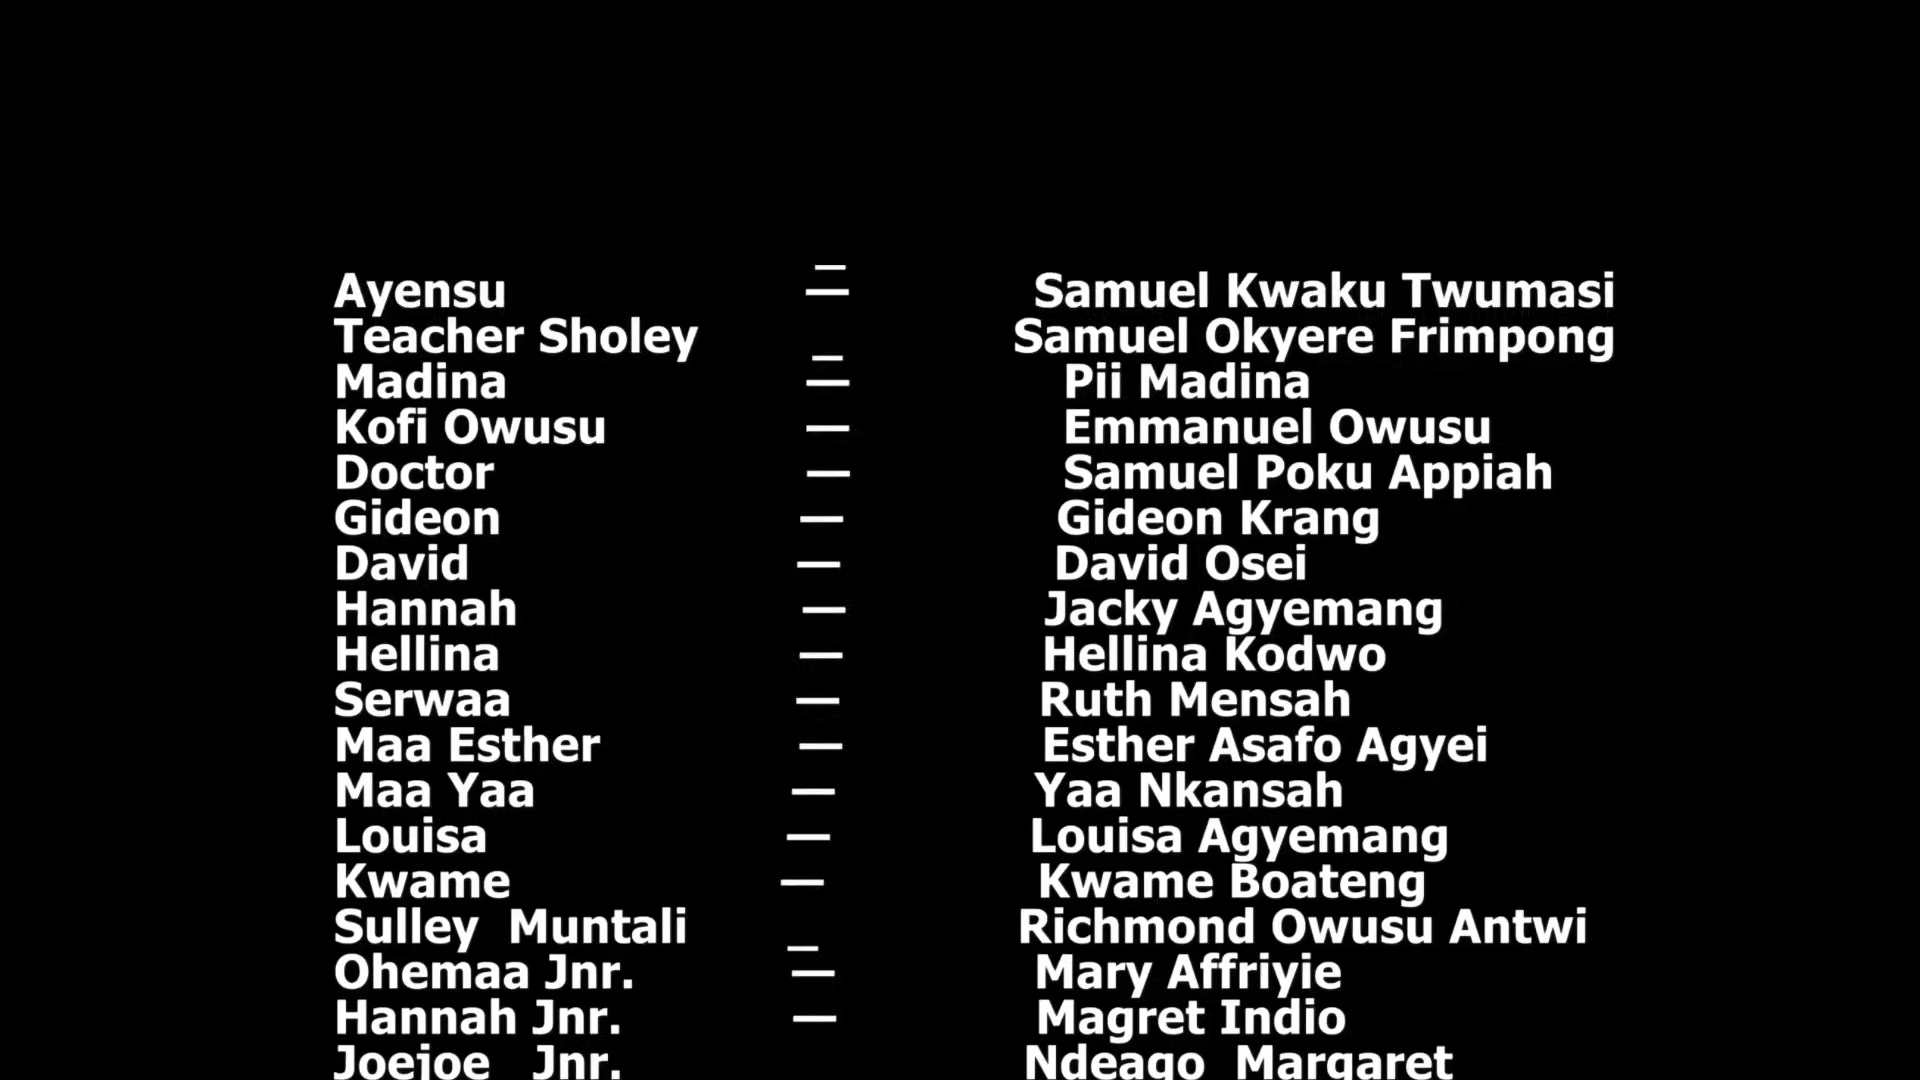 Ayensu — Samuel Kwaku Twumasi
Teacher Sholey _ Samuel Okyere Frimpong
Madina — Pii Madina
Kofi Owusu — Emmanuel Owusu
Doctor — Samuel Poku Appiah
Gideon — Gideon Krang
David — David Osei
Hannah — Jacky Agyemang
Hellina — Hellina Kodwo
Serwaa — Ruth Mensah
Maa Esther — Esther Asafo Agyei
Maa Yaa — Yaa Nkansah
Louisa — Louisa Agyemang
Kwame — Kwame Boateng
Sulley Muntali _ Richmond Owusu Antwi
Ohemaa Jnr. — Mary Affriyie
Hannah Jnr. — Magret Indio
Joejoe Jnr. Ndeago Margaret